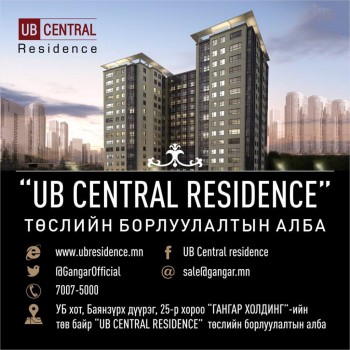 UB CENTRAL
Residence
“UB CENTRAL RESIDENCE”
ТӨСЛИЙН БОРЛУУЛАЛТЫН АЛБА
www.ubresidence.mn
UB Central residence
@GangarOfficial
sale@gangar.mn
7007-5000
УБ хот, Баянзүрх дүүрэг, 25-р хороо "ГАНГАР ХОЛДИНГ"-ийн
төв байр "UB CENTRAL RESIDENCE" төслийн борлуулалтын алба